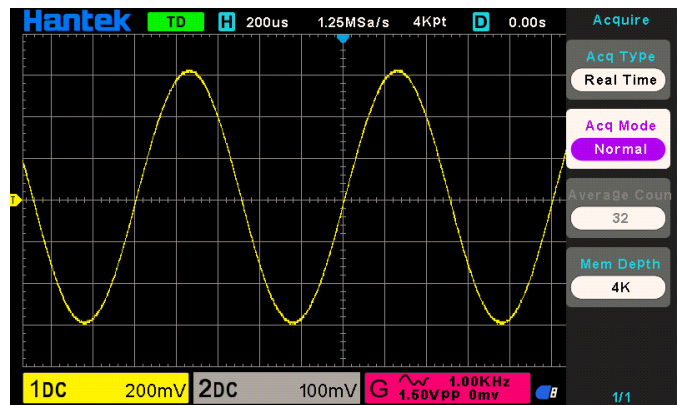 Hantek TD H 200us 1.25MSa/s 4Kpt D 0.00s Acquire
Acq Type
Real Time
Acq Mode
Normal
T
Average Coun
32
Mem Depth
4K
1DC 200mV 2DC 100mV G 1.00KHz
1.50Vpp 0mv
1/1